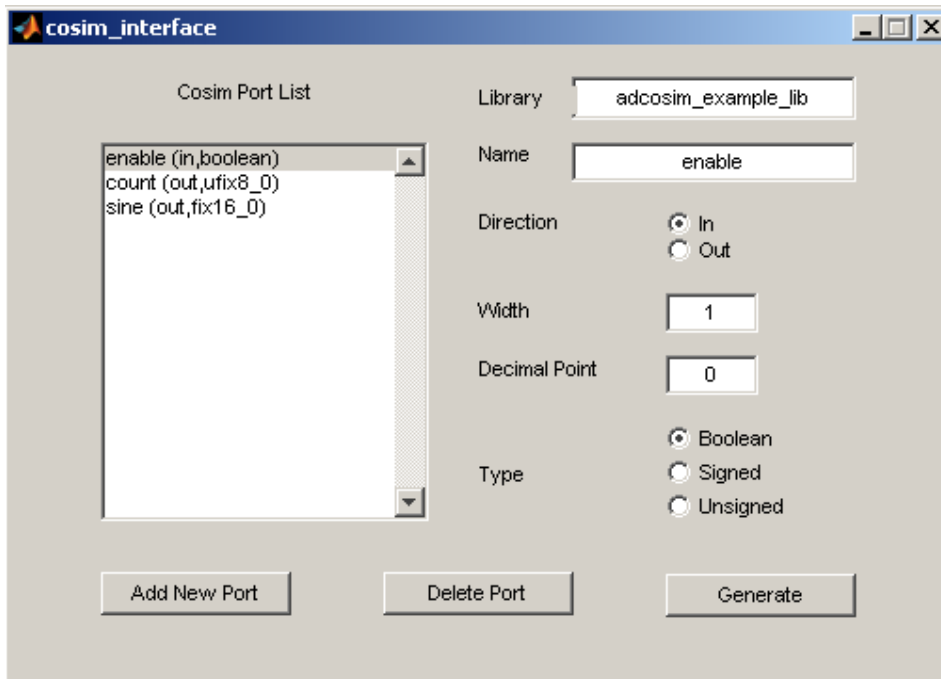 cosim_interface
Cosim Port List
enable (in,boolean)
count (out,ufix8_0)
sine (out,fix16_0)
Library
adcosim_example_lib
Name
enable
Direction
In
Out
Width
1
Decimal Point
0
Type
Boolean
Signed
Unsigned
Add New Port
Delete Port
Generate